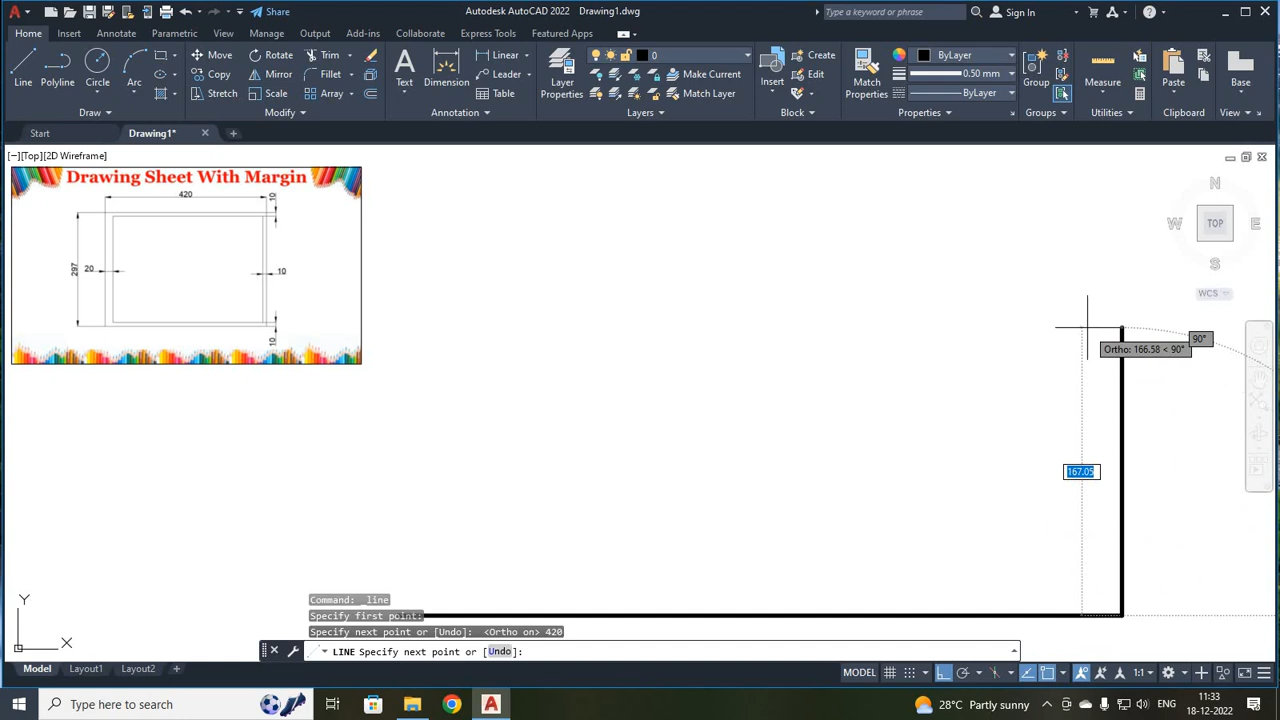 Share
Autodesk AutoCAD 2022 Drawing1.dwg
Type a keyword or phrase
Sign In
Home Insert Annotate Parametric View Manage Output Add-ins Collaborate Express Tools Featured Apps
Line Polyline Circle Arc
Move Rotate Trim
Copy Mirror Fillet
Stretch Scale Array
Text Dimension
Linear
Leader
Table
Layer Properties
0
Make Current
Match Layer
Insert
Create
Edit
Match Properties
ByLayer
0.50 mm
ByLayer
Group
Measure
Paste
Base
Draw Modify Annotation Layers Block Properties Groups Utilities Clipboard View
Start Drawing1*
[−][Top][2D Wireframe]
Drawing Sheet With Margin
420
10
297
20
10
10
N
W TOP E
S
WCS
90°
Ortho: 166.58 < 90°
167.05
Y
X
Command: _line
Specify first point:
Specify next point or [Undo]: <Ortho on> 420
LINE Specify next point or [Undo]:
Model Layout1 Layout2
MODEL
1:1
Type here to search
28°C Partly sunny
ENG
11:33
18-12-2022